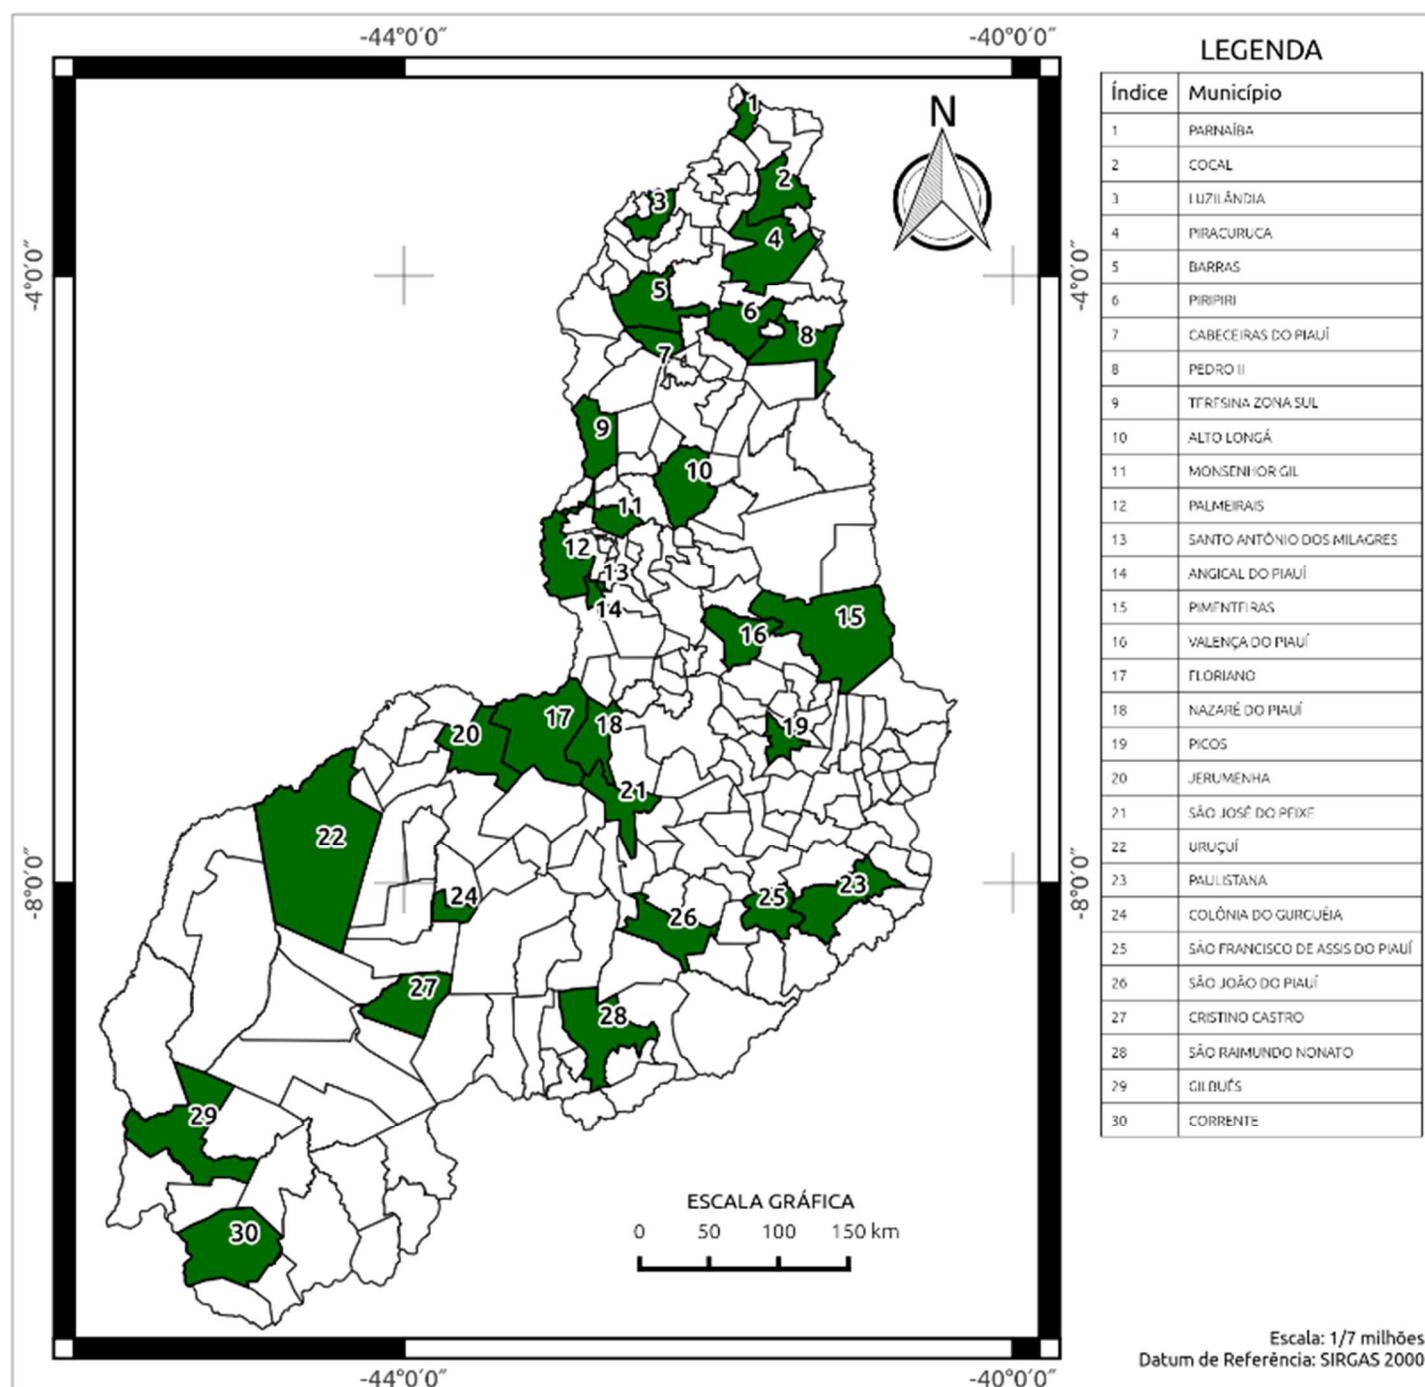 -44°0′0″
-40°0′0″
LEGENDA
Índice Município
1 PARNAÍBA
2 COCAL
3 LUZILÂNDIA
4 PIRACURUCA
5 BARRAS
6 PIRIPIRI
7 CABECEIRAS DO PIAUÍ
8 PEDRO II
9 TERESINA ZONA SUL
10 ALTO LONGÁ
11 MONSENHOR GIL
12 PALMEIRAIS
13 SANTO ANTÔNIO DOS MILAGRES
14 ANGICAL DO PIAUÍ
15 PIMENTEIRAS
16 VALENÇA DO PIAUÍ
17 FLORIANO
18 NAZARÉ DO PIAUÍ
19 PICOS
20 JERUMENHA
21 SÃO JOSÉ DO PEIXE
22 URUÇUÍ
23 PAULISTANA
24 COLÔNIA DO GURGUÉIA
25 SÃO FRANCISCO DE ASSIS DO PIAUÍ
26 SÃO JOÃO DO PIAUÍ
27 CRISTINO CASTRO
28 SÃO RAIMUNDO NONATO
29 GILBUÉS
30 CORRENTE
N
1
2
3
4
5
6
7
8
9
10
11
12
13
14
15
16
17
18
19
20
21
22
23
24
25
26
27
28
29
30
-4°0′0″
-4°0′0″
-8°0′0″
-8°0′0″
ESCALA GRÁFICA
0 50 100 150 km
-44°0′0″
-40°0′0″
Escala: 1/7 milhões
Datum de Referência: SIRGAS 2000